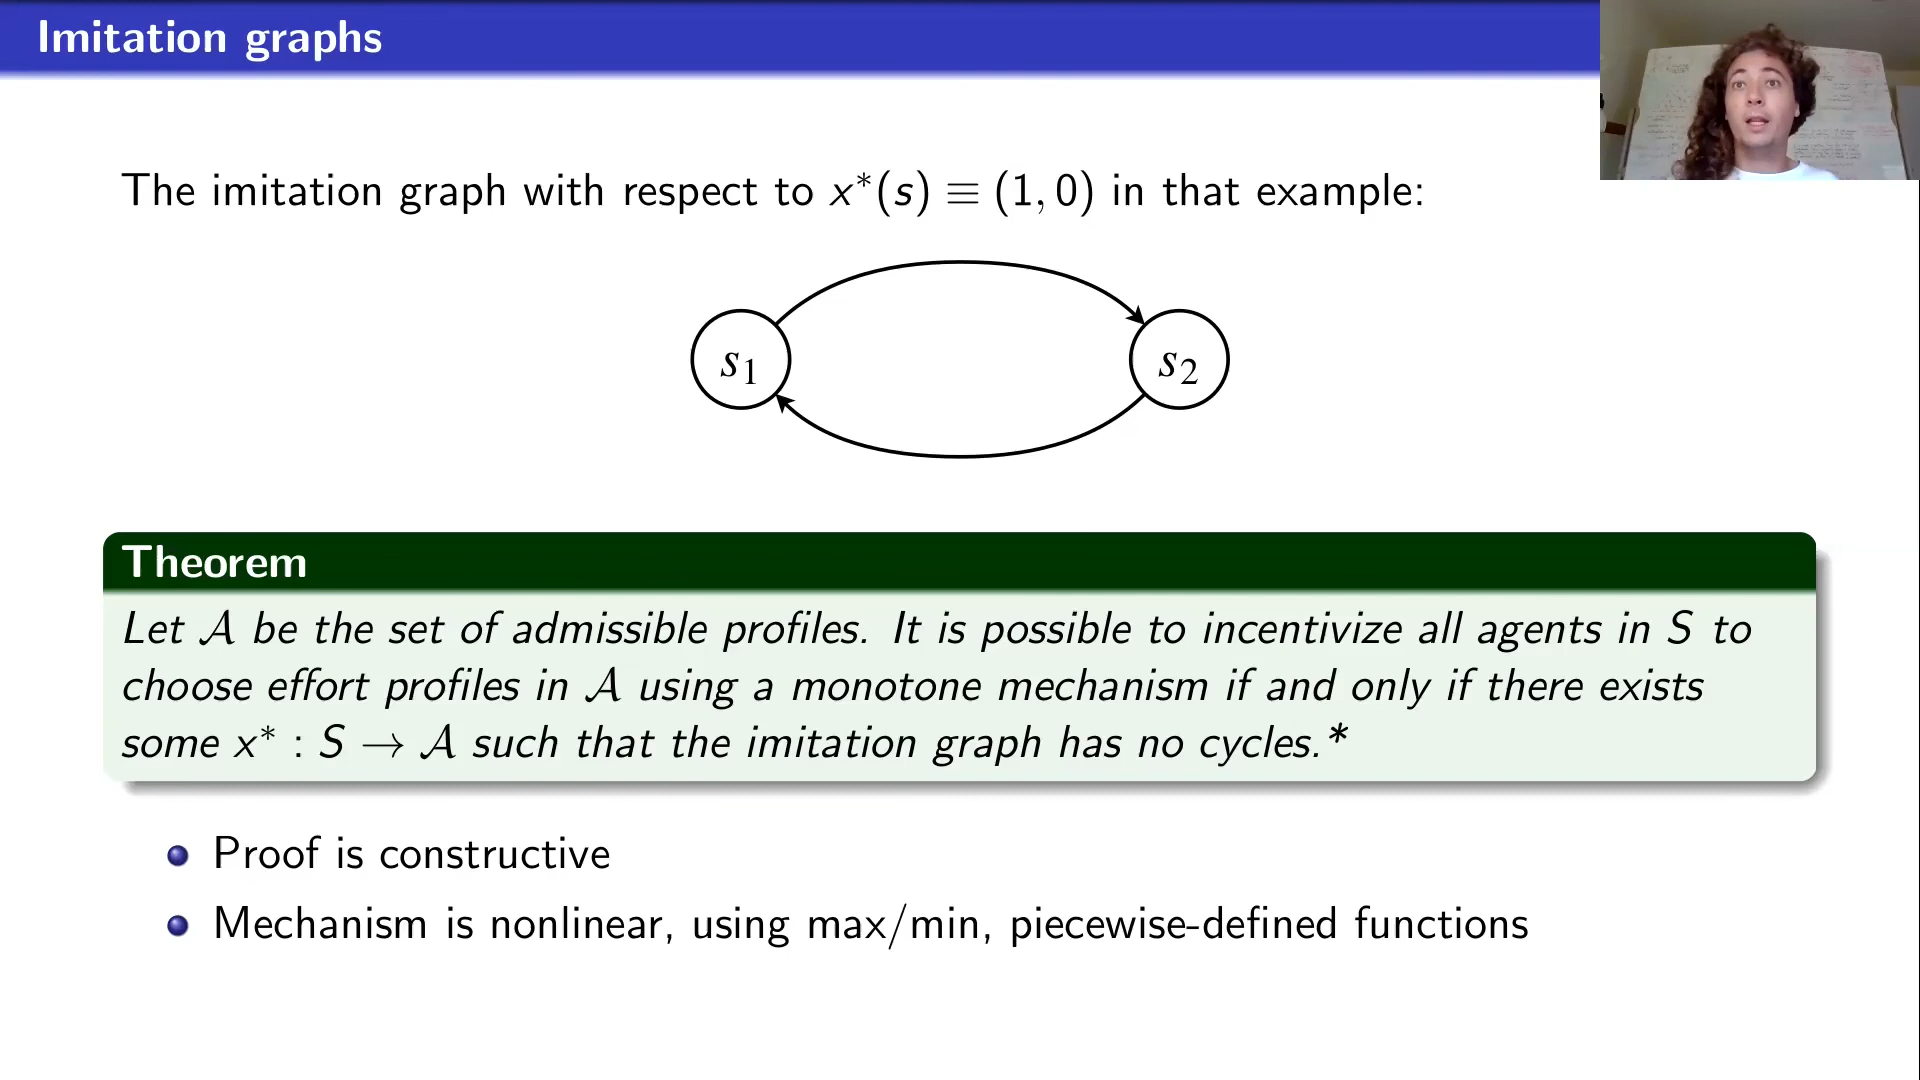 Imitation graphs
The imitation graph with respect to x*(s) ≡ (1, 0) in that example:
s₁
s₂
Theorem
Let 𝒜 be the set of admissible profiles. It is possible to incentivize all agents in S to
choose effort profiles in 𝒜 using a monotone mechanism if and only if there exists
some x* : S → 𝒜 such that the imitation graph has no cycles.*
Proof is constructive
Mechanism is nonlinear, using max/min, piecewise-defined functions